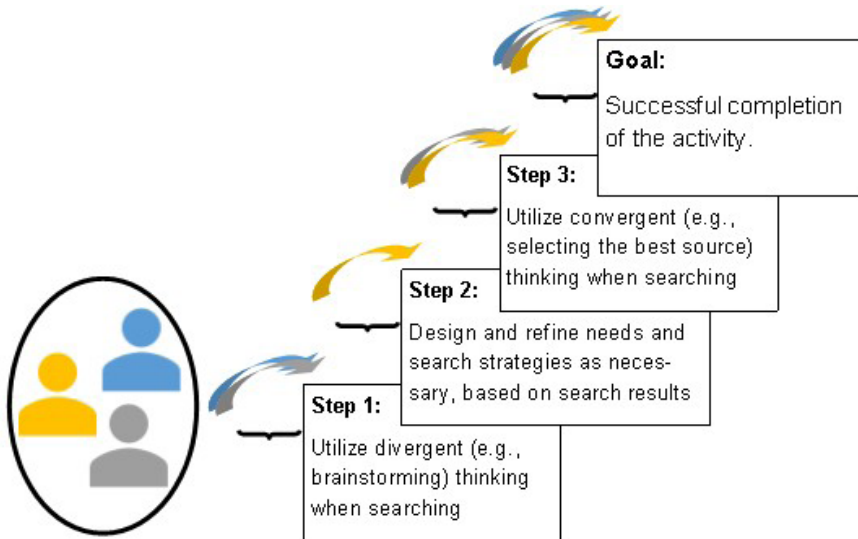 Goal:
Successful completion
of the activity.
Step 3:
Utilize convergent (e.g.,
selecting the best source)
thinking when searching
Step 2:
Design and refine needs and
search strategies as neces-
sary, based on search results
Step 1:
Utilize divergent (e.g.,
brainstorming) thinking
when searching